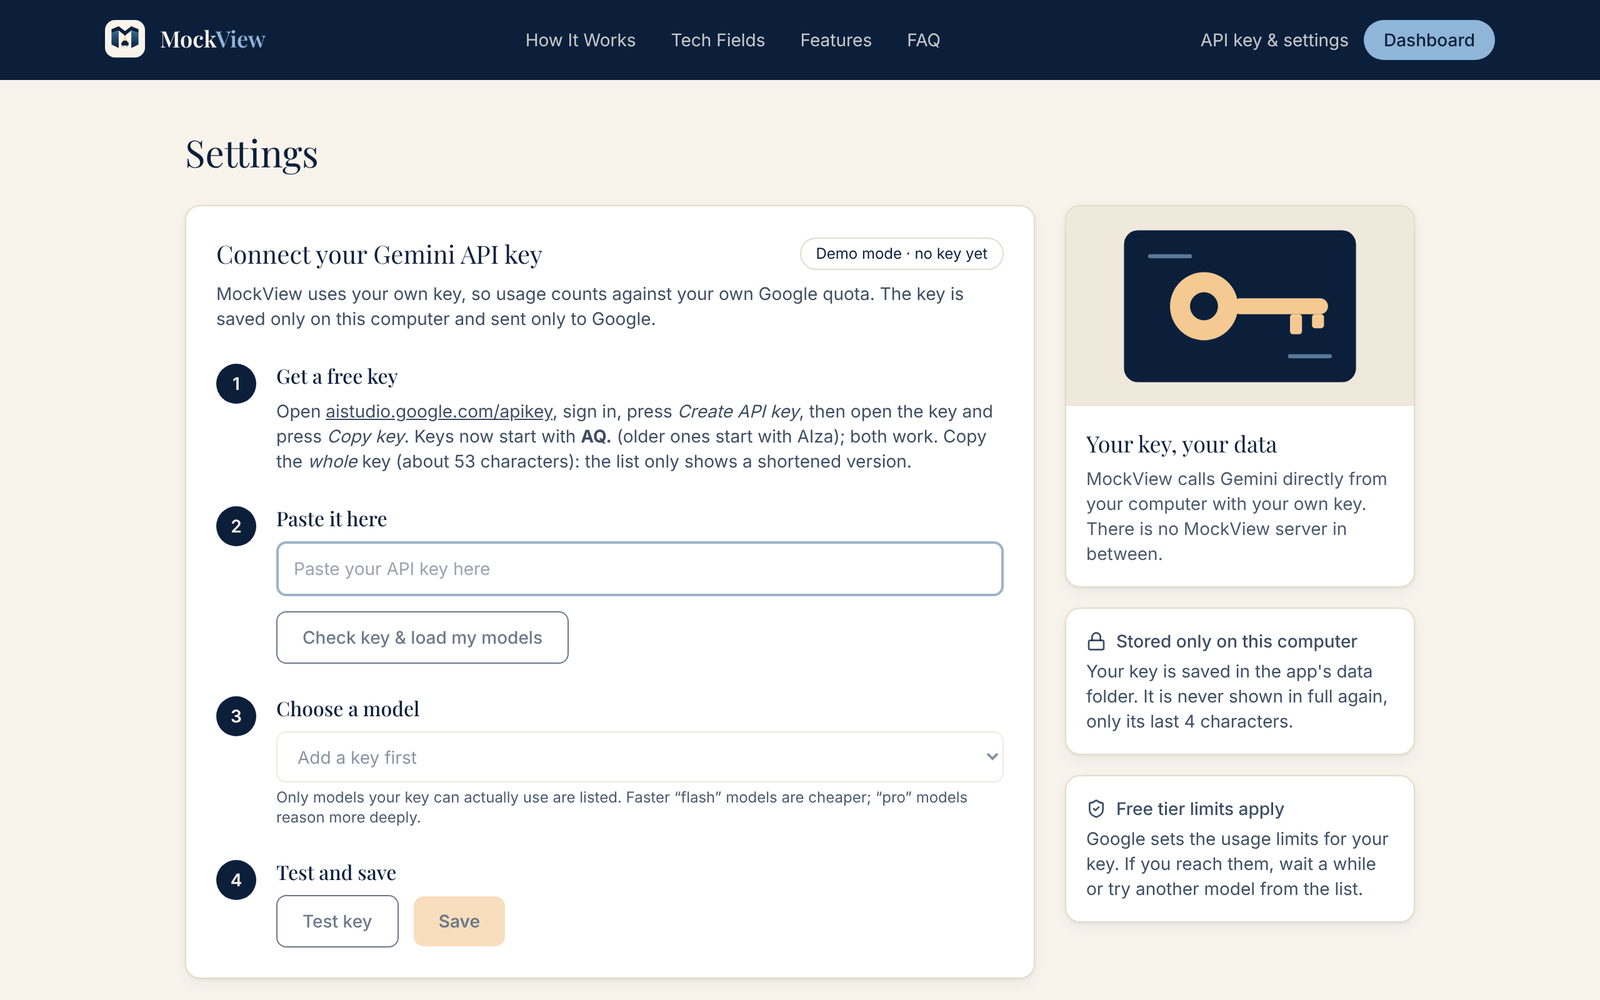 MockView
How It Works
Tech Fields
Features
FAQ
API key & settings
Dashboard
Settings
Connect your Gemini API key
Demo mode · no key yet
MockView uses your own key, so usage counts against your own Google quota. The key is
saved only on this computer and sent only to Google.
1
Get a free key
Open aistudio.google.com/apikey, sign in, press Create API key, then open the key and
press Copy key. Keys now start with AQ. (older ones start with AIza); both work. Copy
the whole key (about 53 characters): the list only shows a shortened version.
2
Paste it here
Paste your API key here
Check key & load my models
3
Choose a model
Add a key first
Only models your key can actually use are listed. Faster “flash” models are cheaper; “pro” models
reason more deeply.
4
Test and save
Test key
Save
Your key, your data
MockView calls Gemini directly from
your computer with your own key.
There is no MockView server in
between.
Stored only on this computer
Your key is saved in the app's data
folder. It is never shown in full again,
only its last 4 characters.
Free tier limits apply
Google sets the usage limits for your
key. If you reach them, wait a while
or try another model from the list.